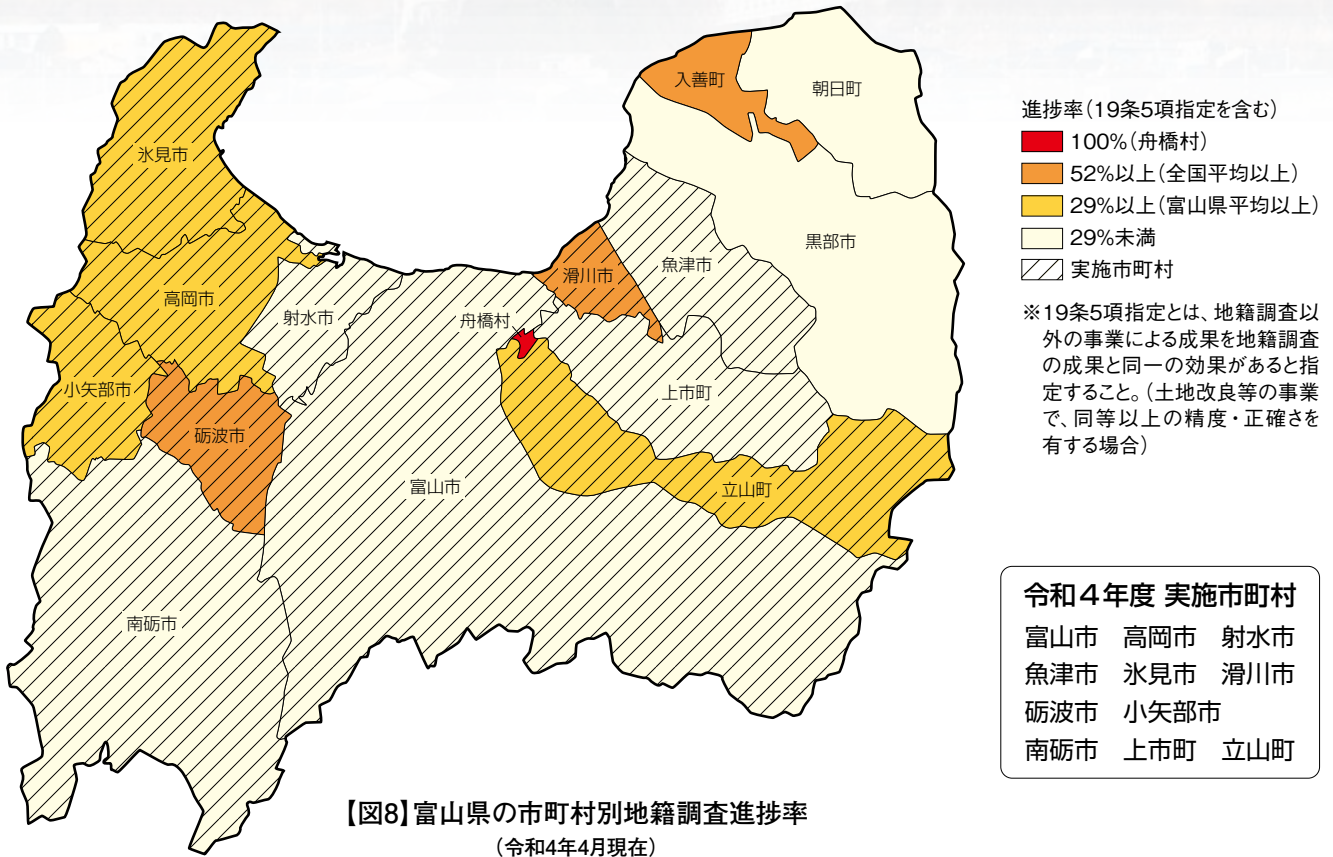 入善町
朝日町
氷見市
黒部市
魚津市
滑川市
高岡市
射水市
舟橋村
小矢部市
上市町
砺波市
富山市
立山町
南砺市
進捗率(19条5項指定を含む)
100%(舟橋村)
52%以上(全国平均以上)
29%以上(富山県平均以上)
29%未満
実施市町村
※19条5項指定とは、地籍調査以
外の事業による成果を地籍調査
の成果と同一の効果があると指
定すること。(土地改良等の事業
で、同等以上の精度・正確さを
有する場合)
令和4年度 実施市町村
富山市 高岡市 射水市
魚津市 氷見市 滑川市
砺波市 小矢部市
南砺市 上市町 立山町
【図8】富山県の市町村別地籍調査進捗率
(令和4年4月現在)